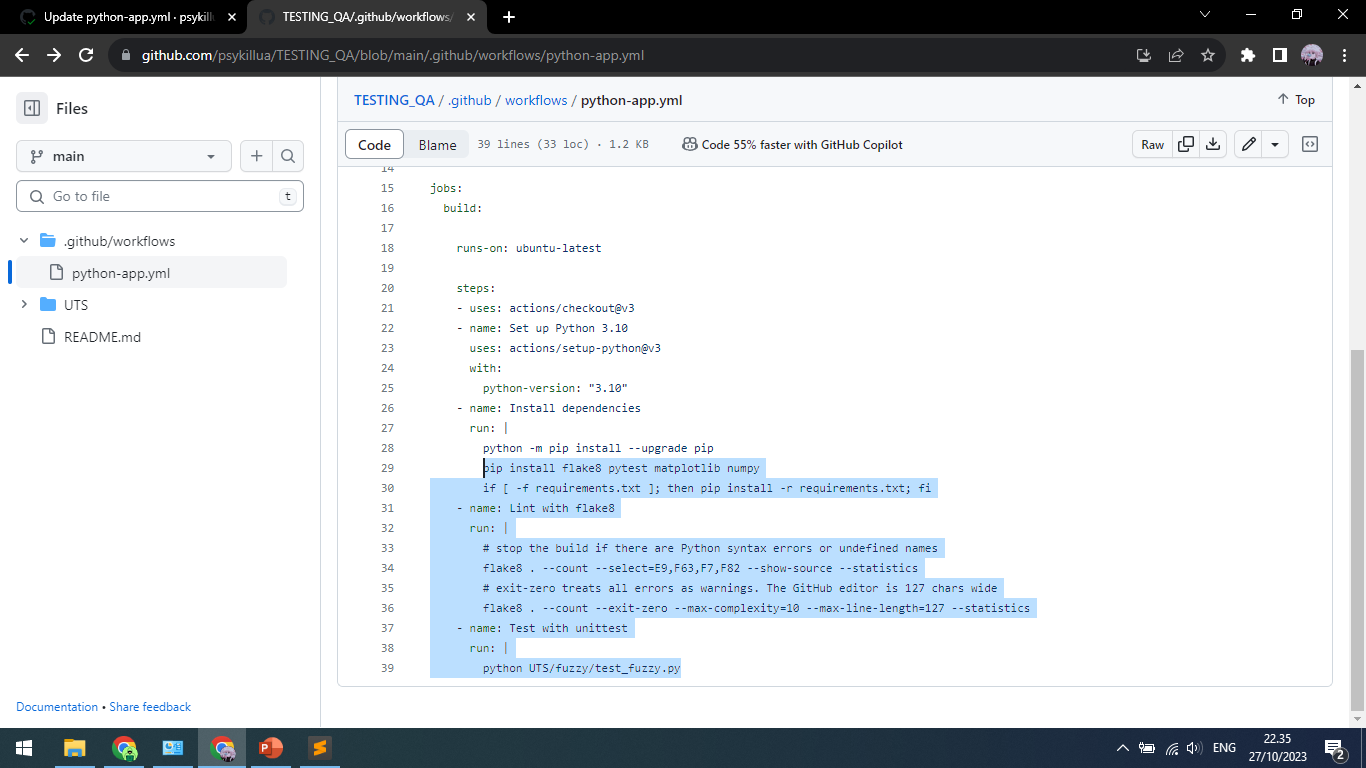 Update python-app.yml · psykill
TESTING_QA/.github/workflows/
github.com/psykillua/TESTING_QA/blob/main/.github/workflows/python-app.yml
Files
main
Go to file
t
.github/workflows
python-app.yml
UTS
README.md
Documentation • Share feedback
TESTING_QA / .github / workflows / python-app.yml
Top
Code
Blame
39 lines (33 loc) · 1.2 KB
Code 55% faster with GitHub Copilot
Raw
14
15 jobs:
16 build:
17
18 runs-on: ubuntu-latest
19
20 steps:
21 - uses: actions/checkout@v3
22 - name: Set up Python 3.10
23 uses: actions/setup-python@v3
24 with:
25 python-version: "3.10"
26 - name: Install dependencies
27 run: |
28 python -m pip install --upgrade pip
29 pip install flake8 pytest matplotlib numpy
30 if [ -f requirements.txt ]; then pip install -r requirements.txt; fi
31 - name: Lint with flake8
32 run: |
33 # stop the build if there are Python syntax errors or undefined names
34 flake8 . --count --select=E9,F63,F7,F82 --show-source --statistics
35 # exit-zero treats all errors as warnings. The GitHub editor is 127 chars wide
36 flake8 . --count --exit-zero --max-complexity=10 --max-line-length=127 --statistics
37 - name: Test with unittest
38 run: |
39 python UTS/fuzzy/test_fuzzy.py
ENG
22.35
27/10/2023
2